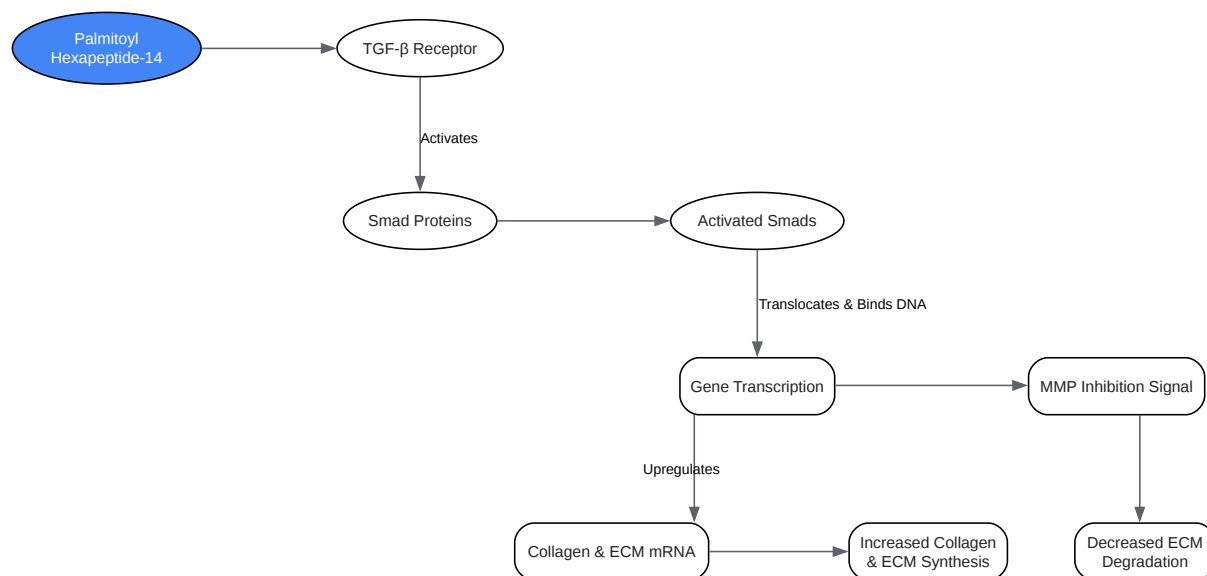 Palmitoyl
Hexapeptide-14
TGF-β Receptor
Activates
Smad Proteins
Activated Smads
Translocates & Binds DNA
Gene Transcription
MMP Inhibition Signal
Upregulates
Collagen & ECM mRNA
Increased Collagen
& ECM Synthesis
Decreased ECM
Degradation